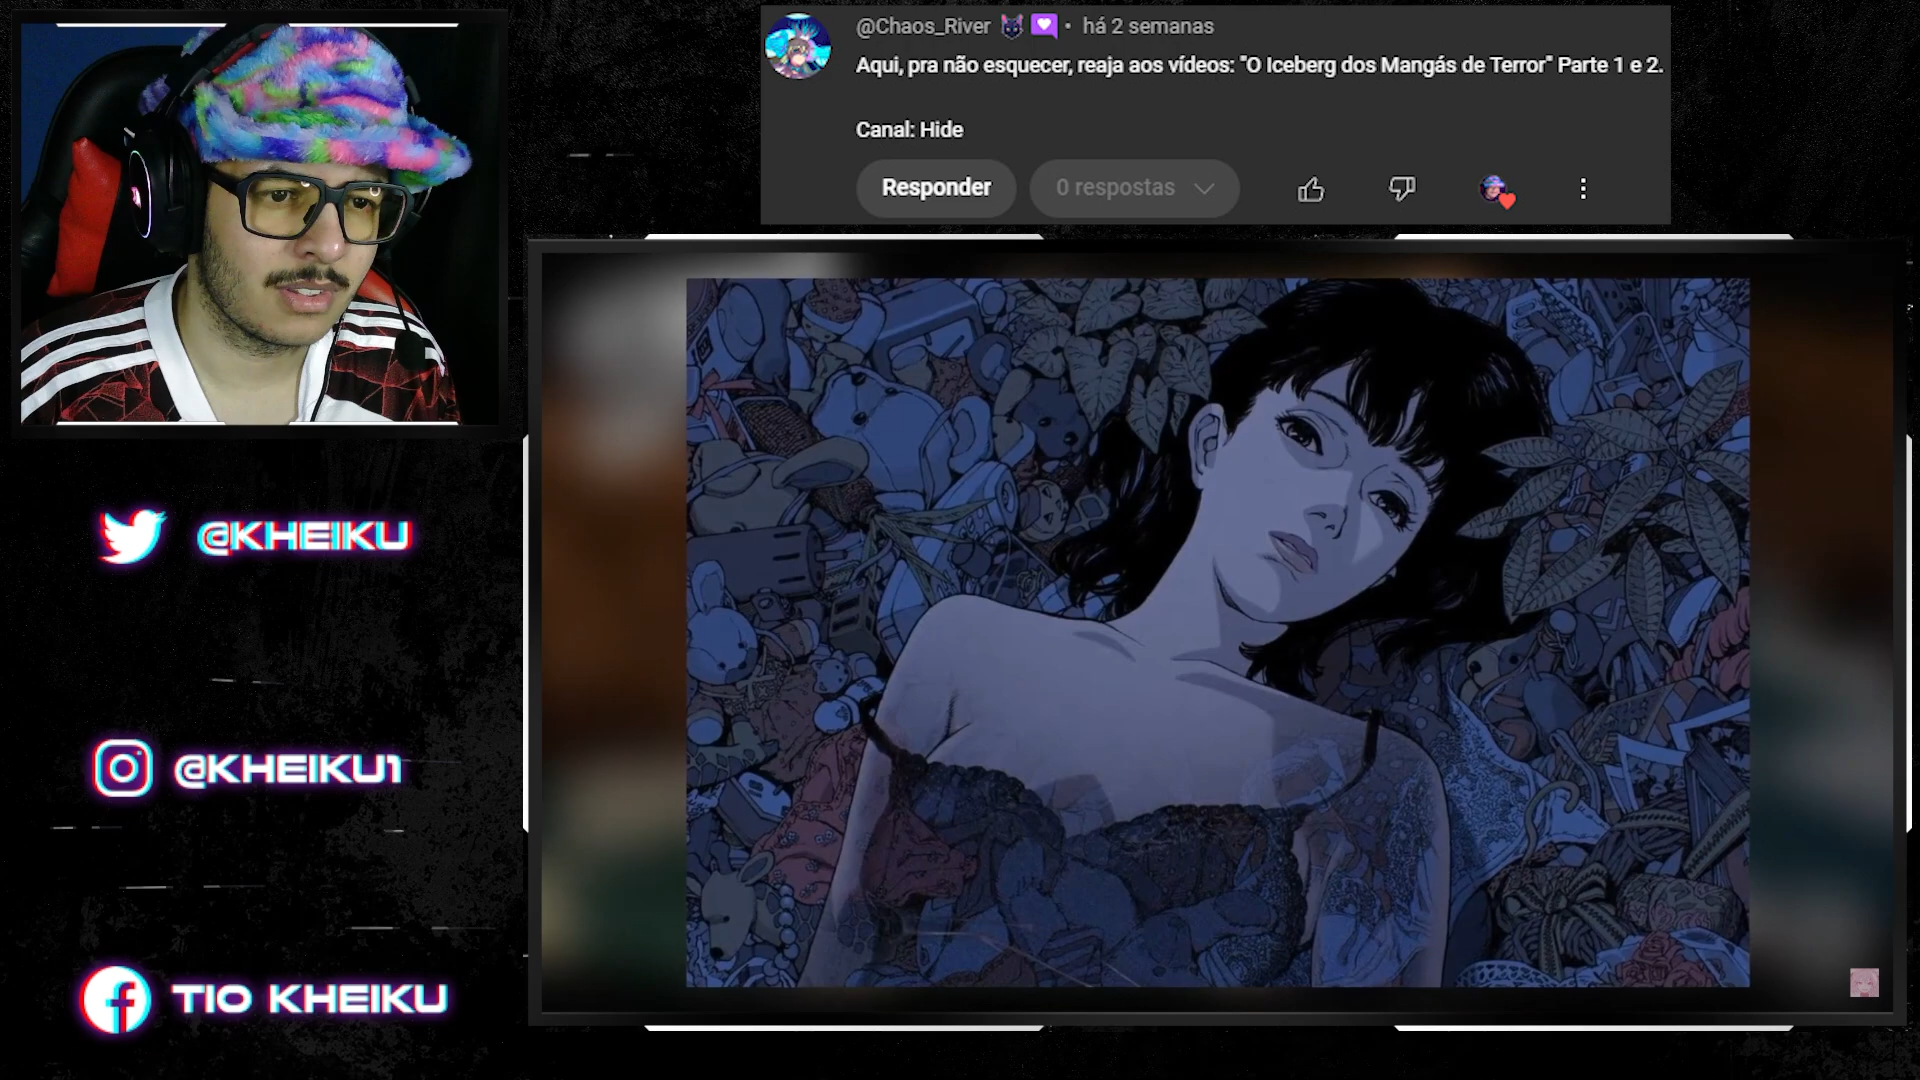 @Chaos_River • há 2 semanas
Aqui, pra não esquecer, reaja aos vídeos: "O Iceberg dos Mangás de Terror" Parte 1 e 2.
Canal: Hide
Responder 0 respostas
@KHEIKU
@KHEIKU1
TIO KHEIKU